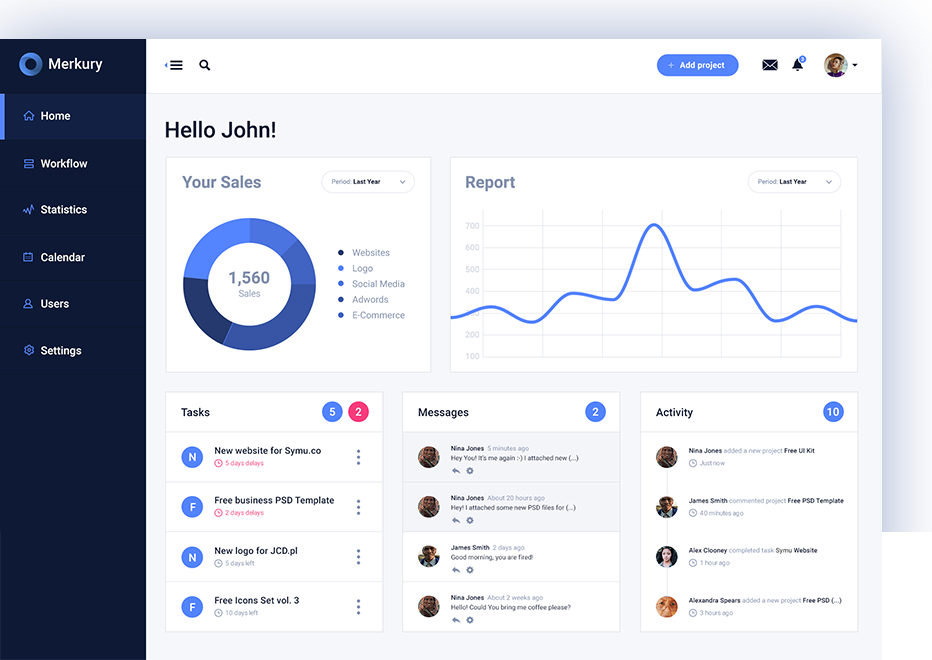 Merkury
+ Add project
3
Home
Workflow
Statistics
Calendar
Users
Settings
Hello John!
Your Sales
Period: Last Year
1,560
Sales
Websites
Logo
Social Media
Adwords
E-Commerce
Report
Period: Last Year
700
600
500
400
200
100
Tasks
5
2
N
New website for Symu.co
5 days delays
F
Free business PSD Template
2 days delays
N
New logo for JCD.pl
5 days left
F
Free Icons Set vol. 3
10 days left
Messages
2
Nina Jones 5 minutes ago
Hey You! It's me again :-) I attached new (...)
Nina Jones About 20 hours ago
Hey! I attached some new PSD files for (...)
James Smith 2 days ago
Good morning, you are fired!
Nina Jones About 2 weeks ago
Hello! Could You bring me coffee please?
Activity
10
Nina Jones added a new project Free UI Kit
Just now
James Smith commented project Free PSD Template
40 minutes ago
Alex Clooney completed task Symu Website
1 hour ago
Alexandra Spears added a new project Free PSD (...)
3 hours ago